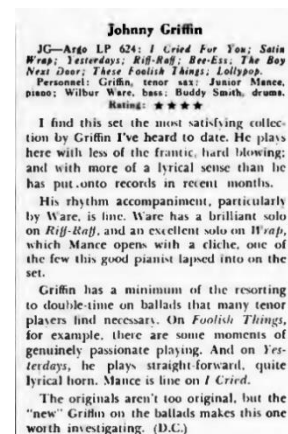 Johnny Griffin
JG—Argo LP 624: I Cried For You; Satin
Wrap; Yesterdays; Riff-Raff; Bee-Ess; The Boy
Next Door; These Foolish Things; Lollypop.
Personnel: Griffin, tenor sax; Junior Mance,
piano; Wilbur Ware, bass; Buddy Smith, drums.
Rating: ★ ★ ★ ★
I find this set the most satisfying collec-
tion by Griffin I've heard to date. He plays
here with less of the frantic, hard blowing;
and with more of a lyrical sense than he
has put onto records in recent months.
His rhythm accompaniment, particularly
by Ware, is fine. Ware has a brilliant solo
on Riff-Raff, and an excellent solo on Wrap,
which Mance opens with a cliche, one of
the few this good pianist lapsed into on the
set.
Griffin has a minimum of the resorting
to double-time on ballads that many tenor
players find necessary. On Foolish Things,
for example, there are some moments of
genuinely passionate playing. And on Yes-
terdays, he plays straight-forward, quite
lyrical horn. Mance is fine on I Cried.
The originals aren't too original, but the
"new" Griffin on the ballads makes this one
worth investigating. (D.C.)